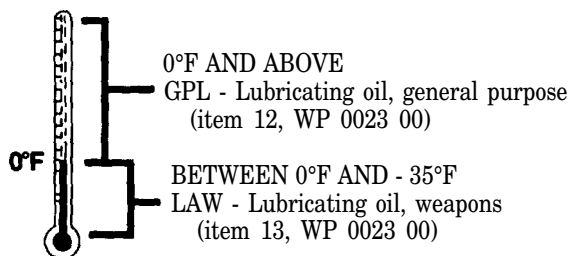 0°F AND ABOVE
GPL - Lubricating oil, general purpose
(item 12, WP 0023 00)
0°F
BETWEEN 0°F AND - 35°F
LAW - Lubricating oil, weapons
(item 13, WP 0023 00)